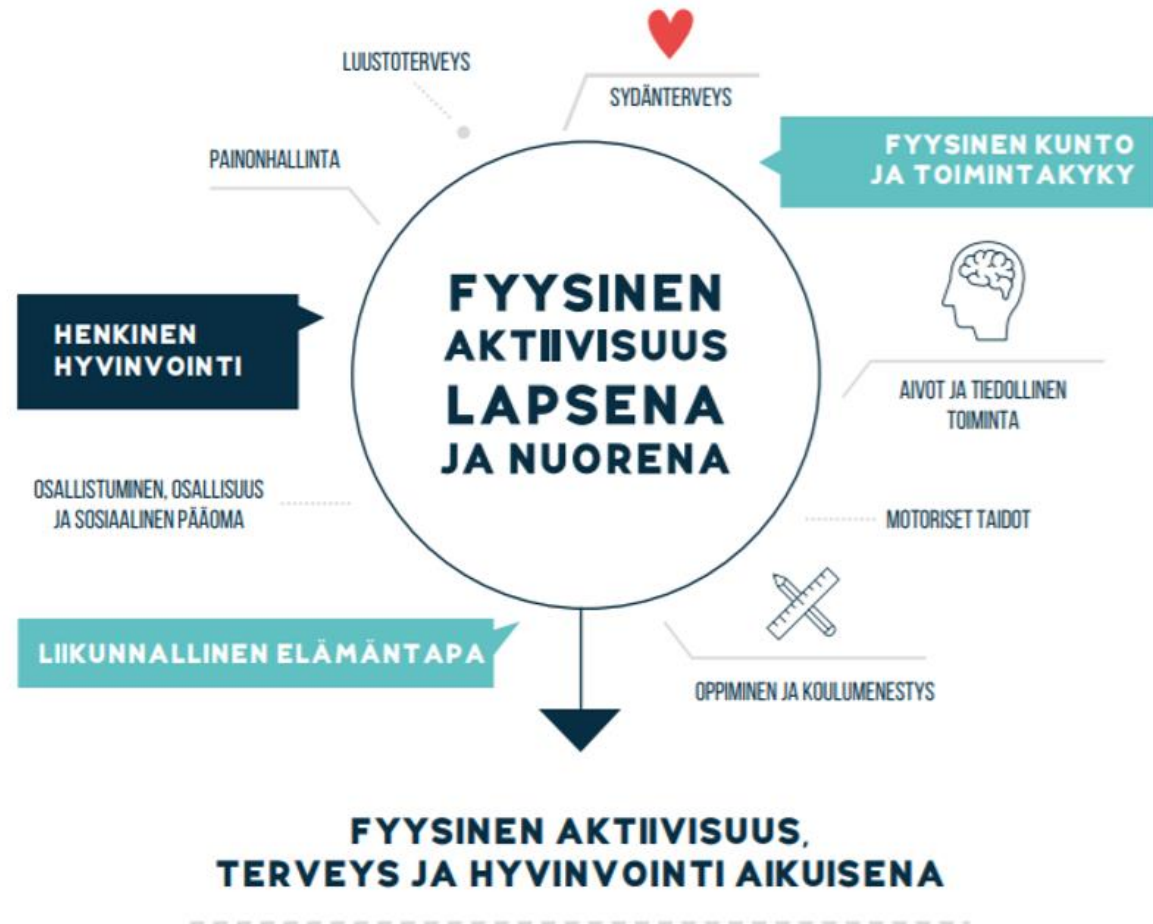 LUUSTOTERVEYS
SYDÄNTERVEYS
PAINONHALLINTA
FYYSINEN KUNTO
JA TOIMINTAKYKY
FYYSINEN
AKTIIVISUUS
LAPSENA
JA NUORENA
HENKINEN
HYVINVOINTI
AIVOT JA TIEDOLLINEN
TOIMINTA
OSALLISTUMINEN, OSALLISUUS
JA SOSIAALINEN PÄÄOMA
MOTORISET TAIDOT
LIIKUNNALLINEN ELÄMÄNTAPA
OPPIMINEN JA KOULUMENESTYS
FYYSINEN AKTIIVISUUS,
TERVEYS JA HYVINVOINTI AIKUISENA